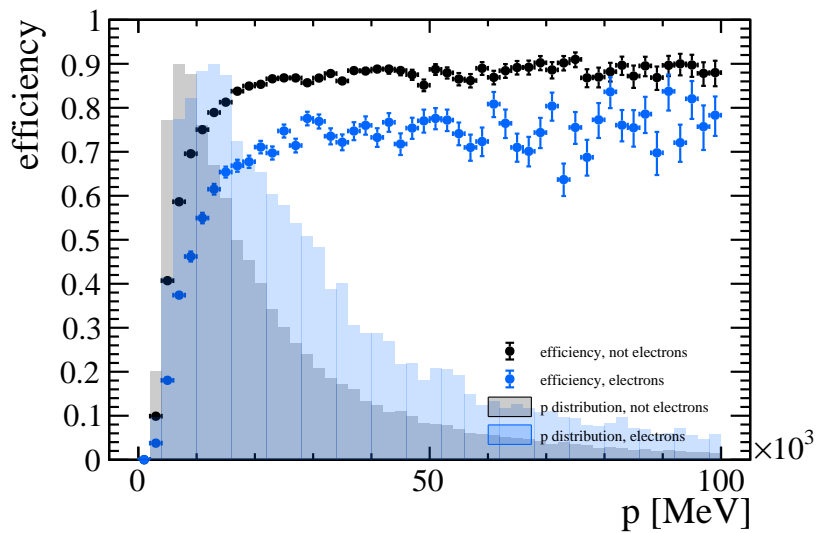 efficiency
1
0.9
0.8
0.7
0.6
0.5
0.4
0.3
0.2
0.1
0
efficiency, not electrons
efficiency, electrons
p distribution, not electrons
p distribution, electrons
0
50
100
×10³
p [MeV]